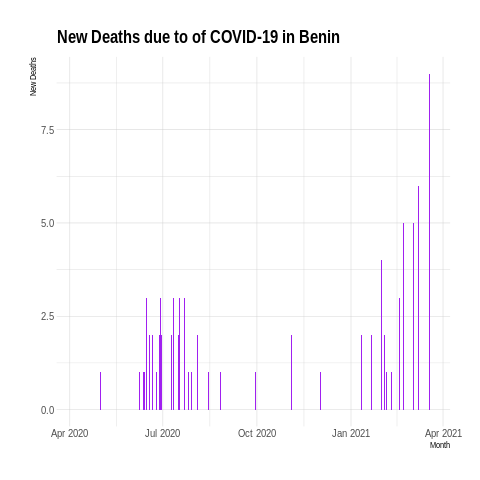 New Deaths due to of COVID-19 in Benin
New Deaths
7.5
5.0
2.5
0.0
Apr 2020 Jul 2020 Oct 2020 Jan 2021 Apr 2021
Month